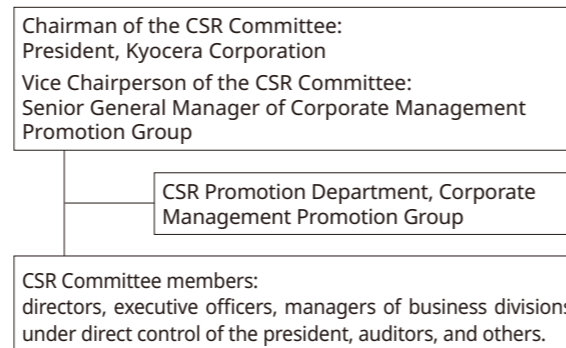 Chairman of the CSR Committee:
President, Kyocera Corporation
Vice Chairperson of the CSR Committee:
Senior General Manager of Corporate Management
Promotion Group
CSR Promotion Department, Corporate
Management Promotion Group
CSR Committee members:
directors, executive officers, managers of business divisions
under direct control of the president, auditors, and others.